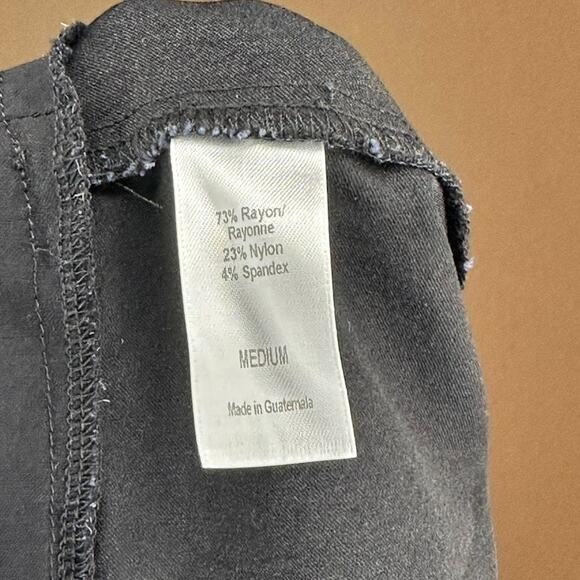 73% Rayon/
Rayonne
23% Nylon
4% Spandex
MEDIUM
Made in Guatemala